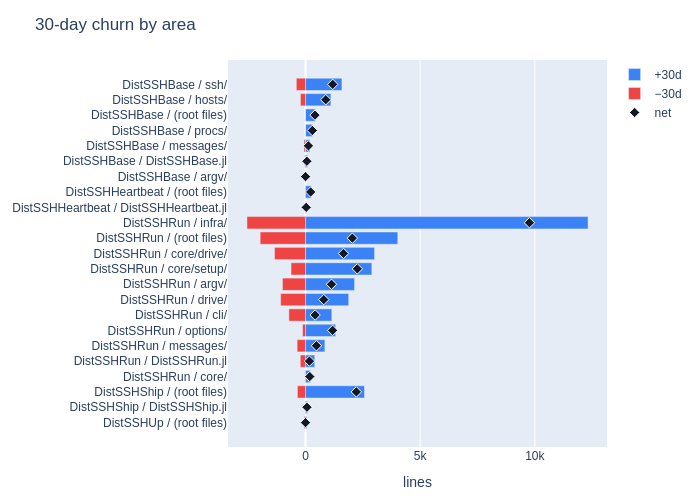 30-day churn by area
DistSSHBase / ssh/
DistSSHBase / hosts/
DistSSHBase / (root files)
DistSSHBase / procs/
DistSSHBase / messages/
DistSSHBase / DistSSHBase.jl
DistSSHBase / argv/
DistSSHHeartbeat / (root files)
DistSSHHeartbeat / DistSSHHeartbeat.jl
DistSSHRun / infra/
DistSSHRun / (root files)
DistSSHRun / core/drive/
DistSSHRun / core/setup/
DistSSHRun / argv/
DistSSHRun / drive/
DistSSHRun / cli/
DistSSHRun / options/
DistSSHRun / messages/
DistSSHRun / DistSSHRun.jl
DistSSHRun / core/
DistSSHShip / (root files)
DistSSHShip / DistSSHShip.jl
DistSSHUp / (root files)
0 5k 10k
lines
+30d
−30d
net